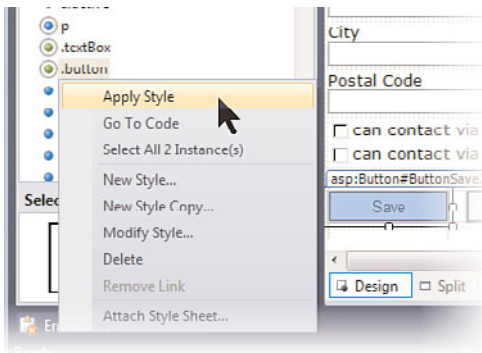 p
.textBox
.button
Apply Style
Go To Code
Select All 2 Instance(s)
New Style...
New Style Copy...
Modify Style...
Delete
Remove Link
Attach Style Sheet...
City
Postal Code
can contact via
can contact via
asp:Button#ButtonSave
Save
Design
Split